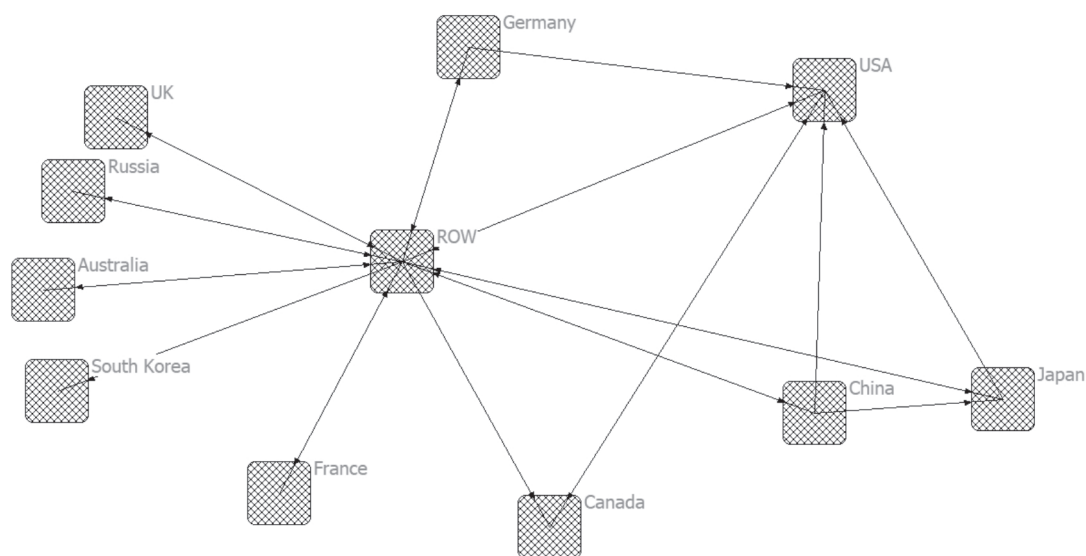 Germany
USA
UK
Russia
ROW
Australia
South Korea
China
Japan
France
Canada